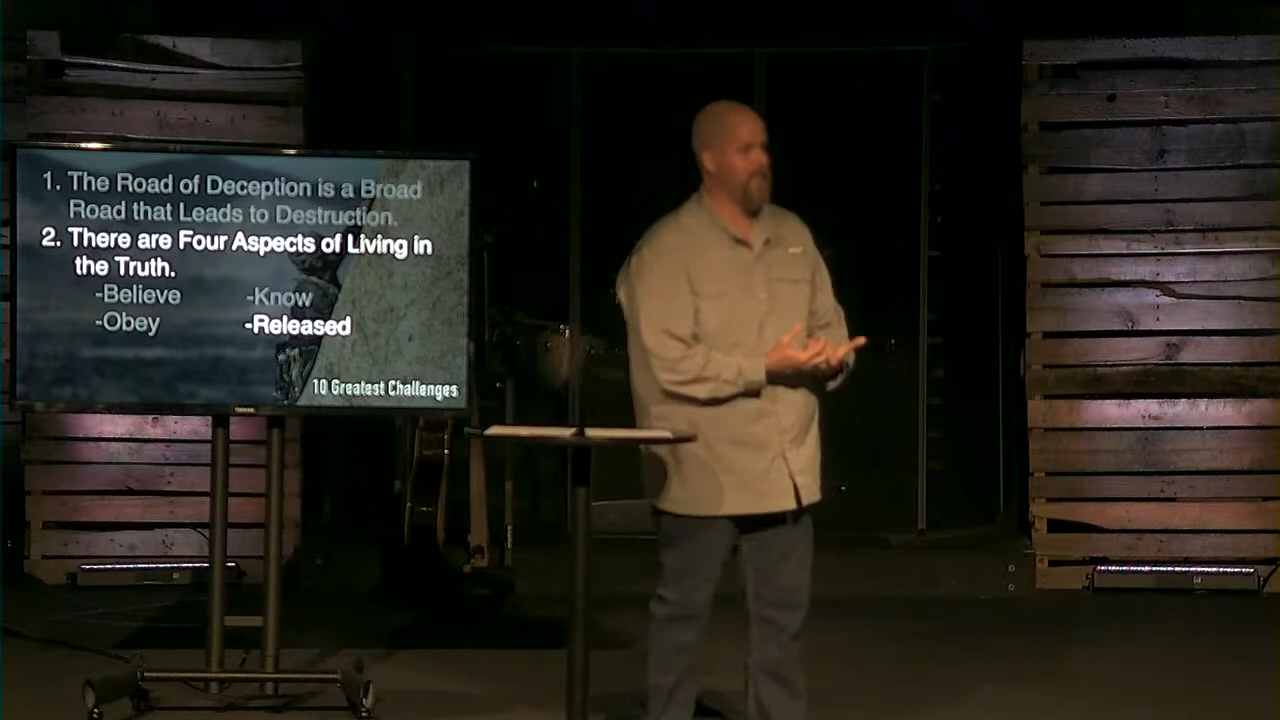 1. The Road of Deception is a Broad
Road that Leads to Destruction.
2. There are Four Aspects of Living in
the Truth.
-Believe -Know
-Obey -Released
10 Greatest Challenges